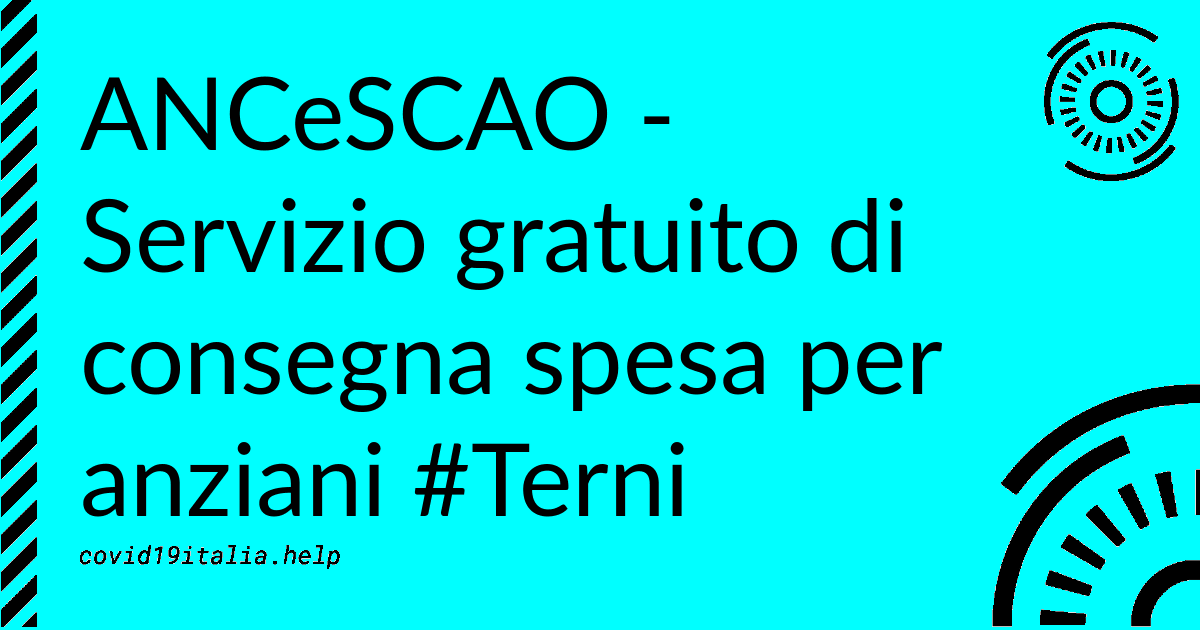 ANCeSCAO -
Servizio gratuito di
consegna spesa per
anziani #Terni
covid19italia.help